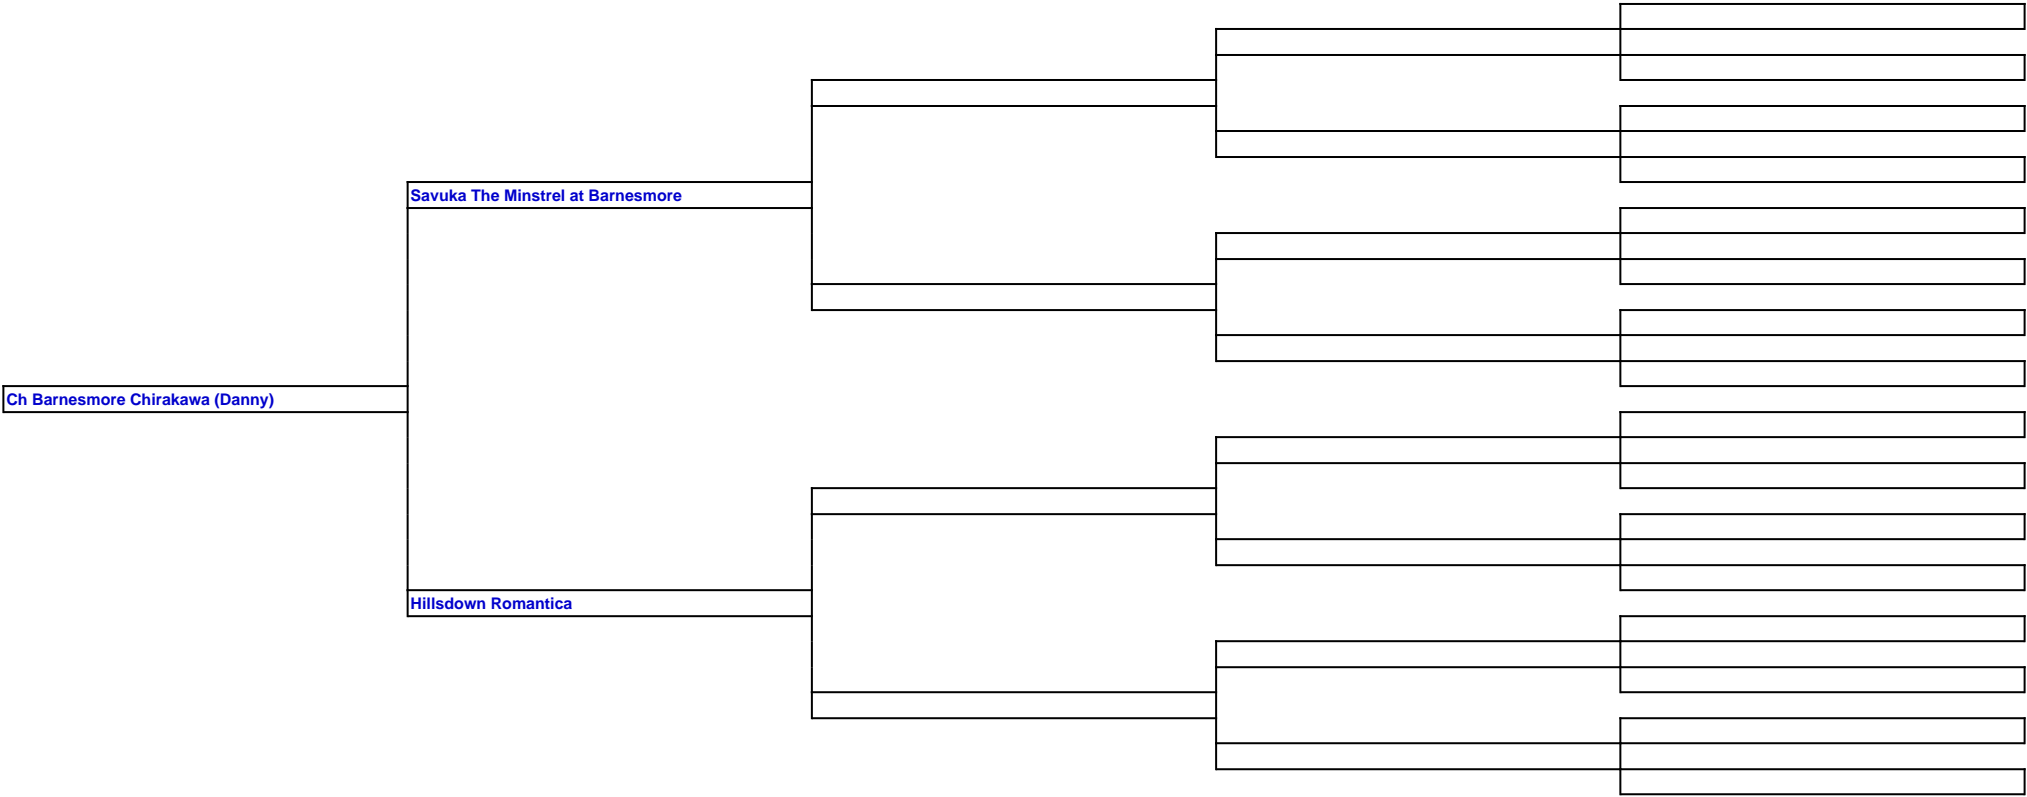 Savuka The Minstrel at Barnesmore
Ch Barnesmore Chirakawa (Danny)
Hillsdown Romantica